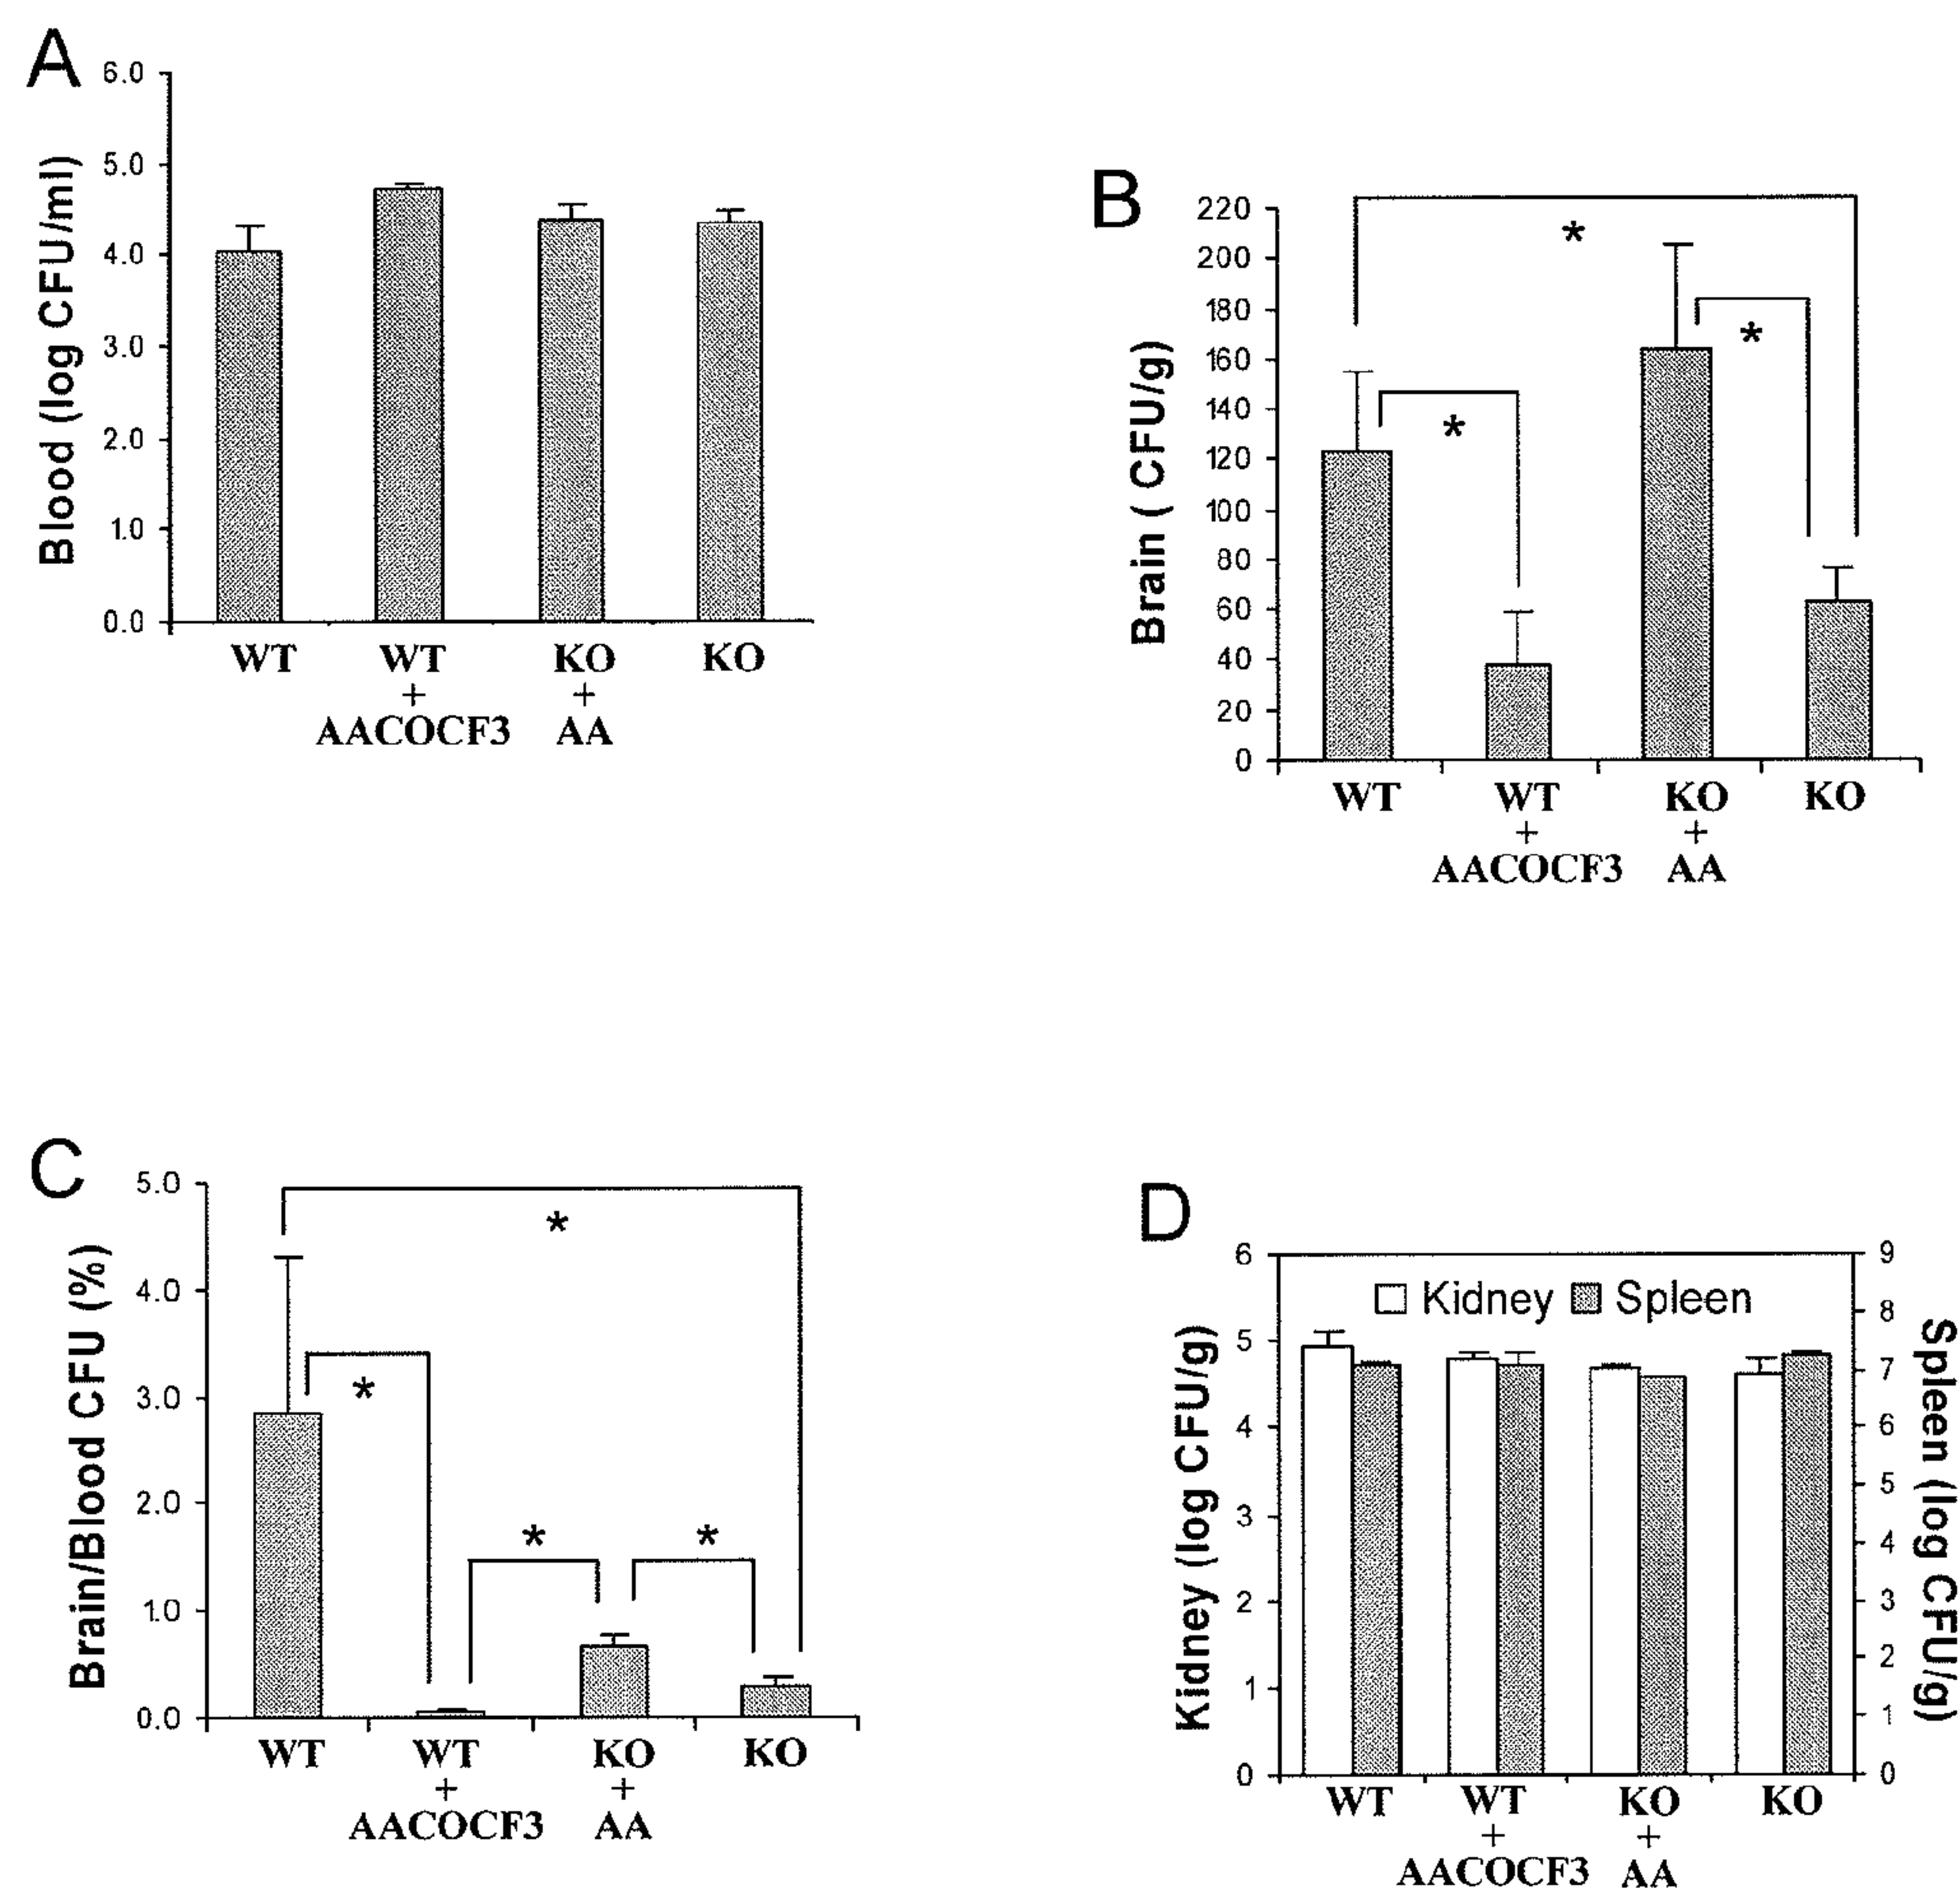 A
6.0
5.0
4.0
3.0
2.0
1.0
0.0
Blood (log CFU/ml)
WT WT KO KO
+ +
AACOCF3 AA
B
220
200
180
160
140
120
100
80
60
40
20
0
Brain ( CFU/g)
*
*
*
WT WT KO KO
+ +
AACOCF3 AA
C
5.0
4.0
3.0
2.0
1.0
0.0
Brain/Blood CFU (%)
*
*
* *
WT WT KO KO
+ +
AACOCF3 AA
D
6
5
4
3
2
1
0
Kidney (log CFU/g)
Kidney Spleen
9
8
7
6
5
4
3
2
1
0
Spleen (log CFU/g)
WT WT KO KO
+ +
AACOCF3 AA